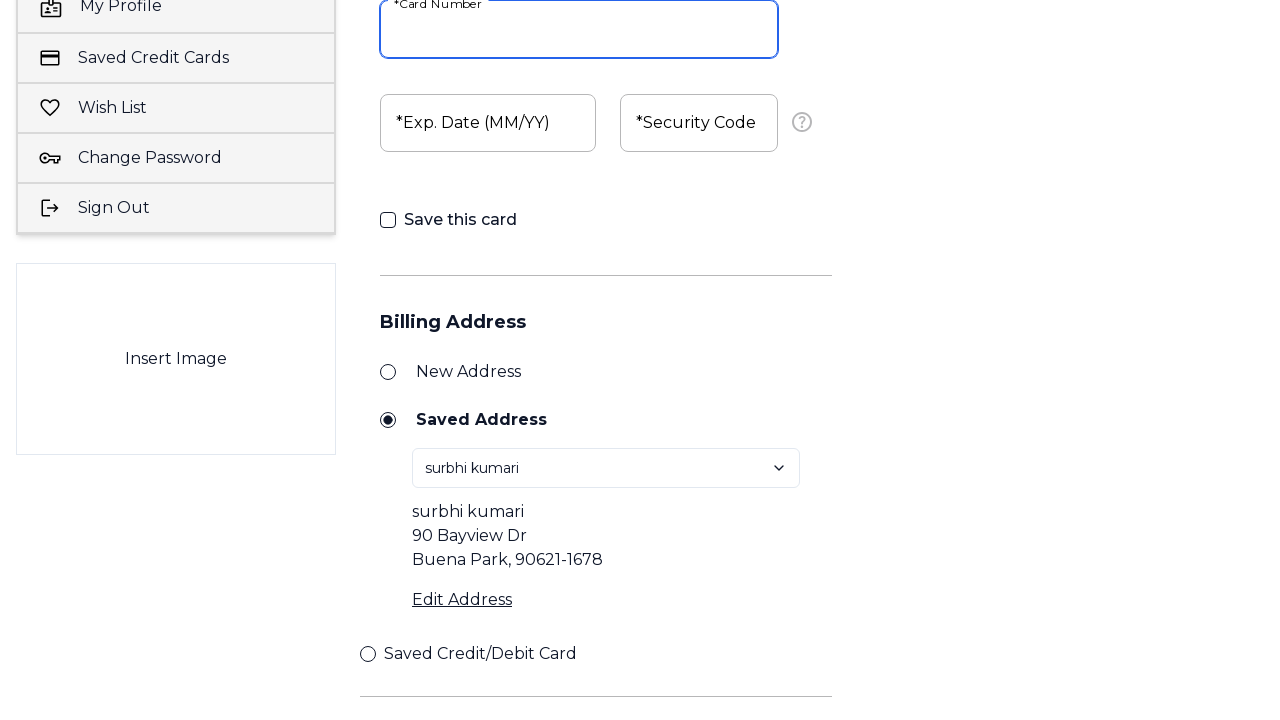 My Profile
Saved Credit Cards
Wish List
Change Password
Sign Out
Insert Image
*Card Number
*Exp. Date (MM/YY)
*Security Code
Save this card
Billing Address
New Address
Saved Address
surbhi kumari
surbhi kumari
90 Bayview Dr
Buena Park, 90621-1678
Edit Address
Saved Credit/Debit Card